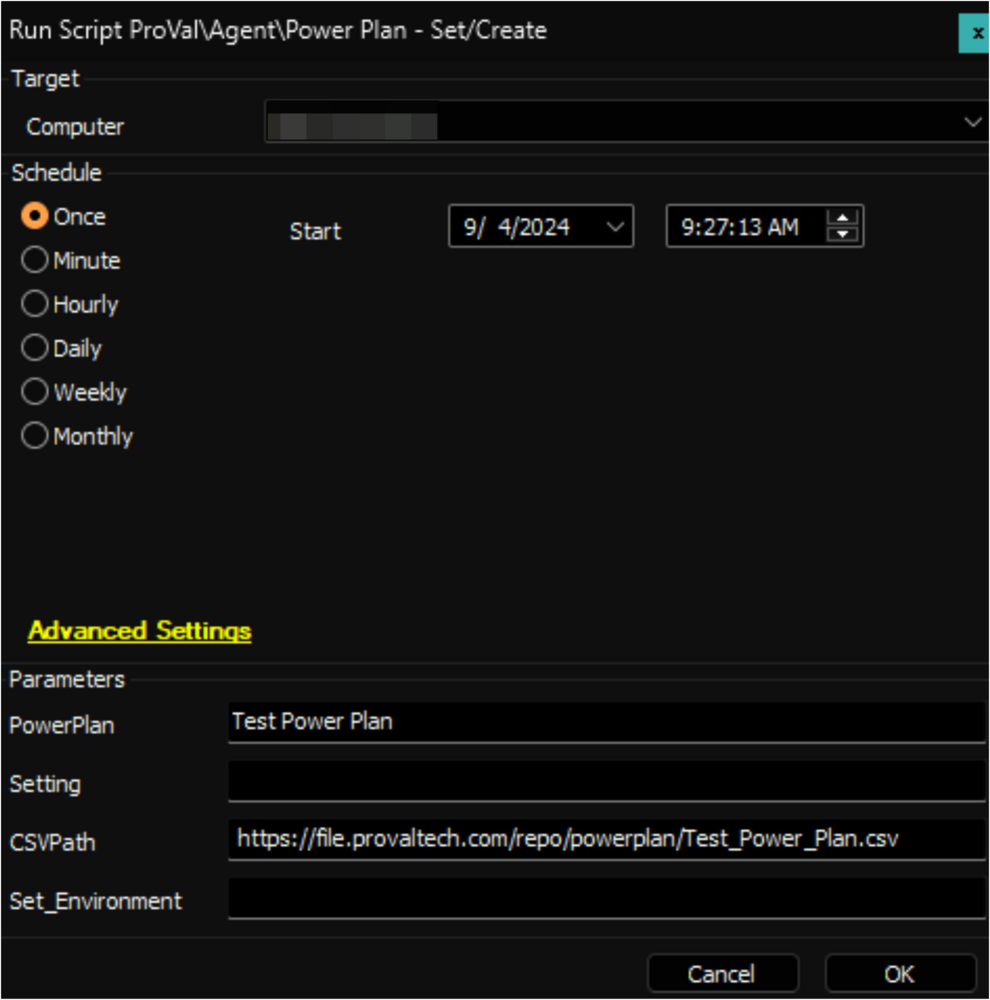 Run Script ProVal\Agent\Power Plan - Set/Create
x
Target
Computer
Schedule
Once
Start
9/ 4/2024
9:27:13 AM
Minute
Hourly
Daily
Weekly
Monthly
Advanced Settings
Parameters
PowerPlan
Test Power Plan
Setting
CSVPath
https://file.provaltech.com/repo/powerplan/Test_Power_Plan.csv
Set_Environment
Cancel
OK